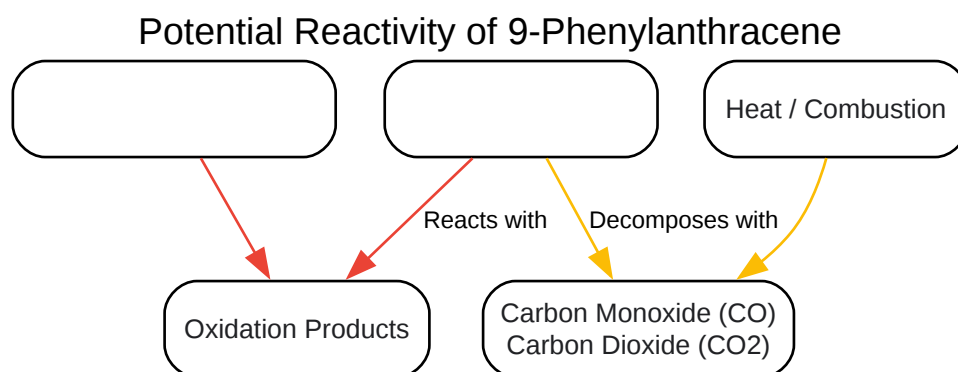 Potential Reactivity of 9-Phenylanthracene
Heat / Combustion
Reacts with
Decomposes with
Oxidation Products
Carbon Monoxide (CO)
Carbon Dioxide (CO2)